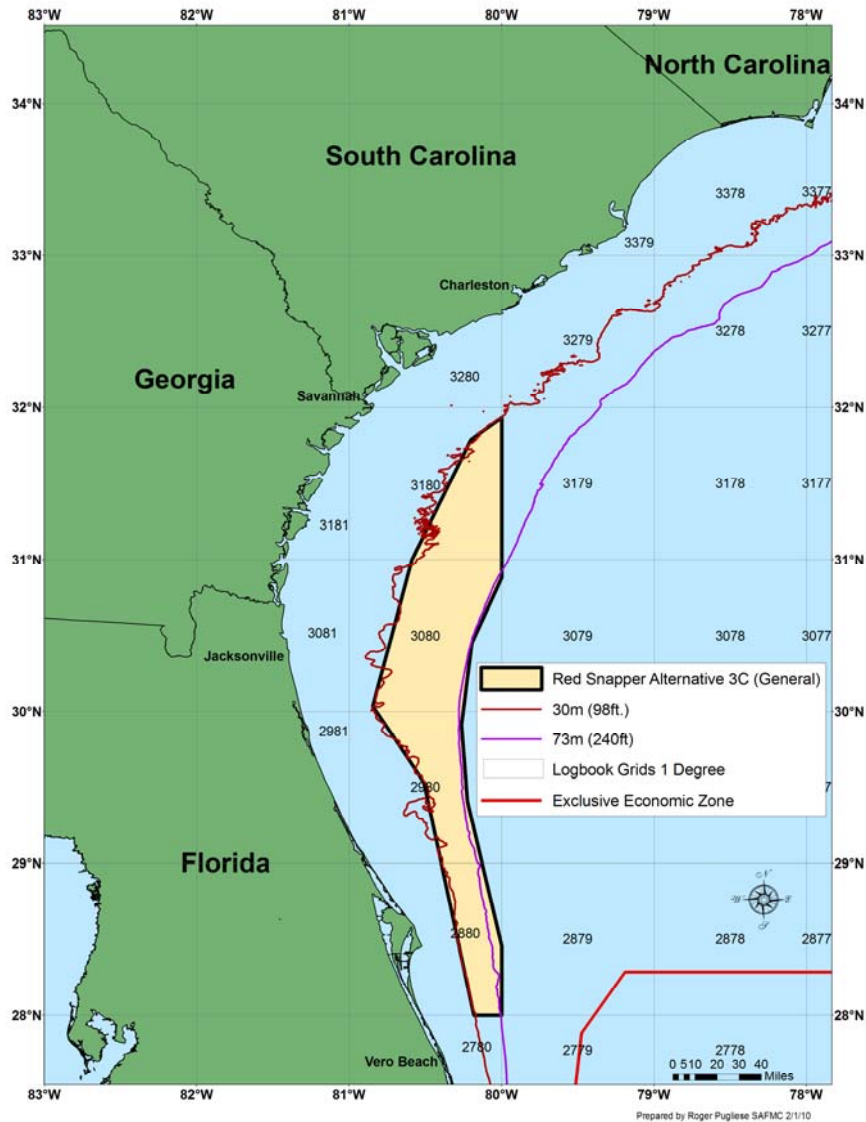 83°W 82°W 81°W 80°W 79°W 78°W
North Carolina
34°N 34°N
South Carolina
3378 3377
33°N 3379 33°N
Charleston
3279 3278 3277
Georgia 3280
Savannah
32°N 32°N
3180 3179 3178 3177
3181
31°N 31°N
3081 3080 3079 3078 3077
Jacksonville
Red Snapper Alternative 3C (General)
30°N 30m (98ft.) 30°N
2981
73m (240ft)
2980 Logbook Grids 1 Degree 7
Exclusive Economic Zone
29°N 29°N
Florida
N
W E
S
2880 2879 2878 2877
28°N 28°N
2780 2779 2778
Vero Beach
0 5 10 20 30 40
Miles
83°W 82°W 81°W 80°W 79°W 78°W
Prepared by Roger Pugliese SAFMC 2/1/10